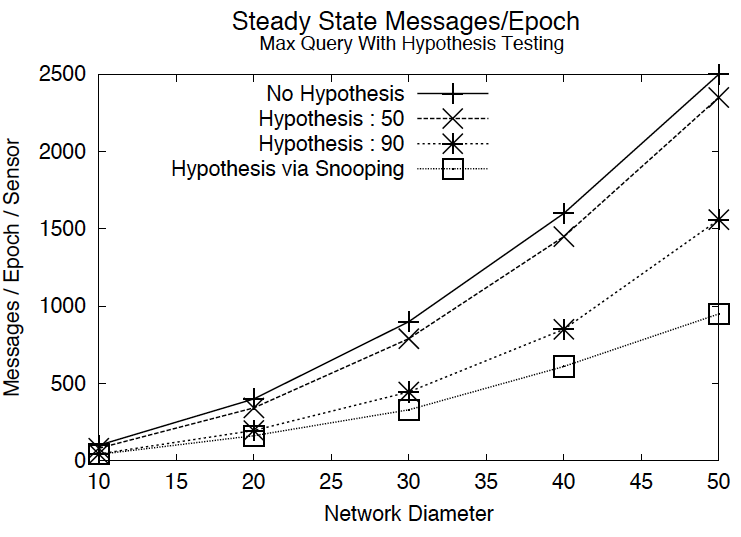 Steady State Messages/Epoch
Max Query With Hypothesis Testing
No Hypothesis
Hypothesis : 50
Hypothesis : 90
Hypothesis via Snooping
Messages / Epoch / Sensor
2500
2000
1500
1000
500
0
10 15 20 25 30 35 40 45 50
Network Diameter